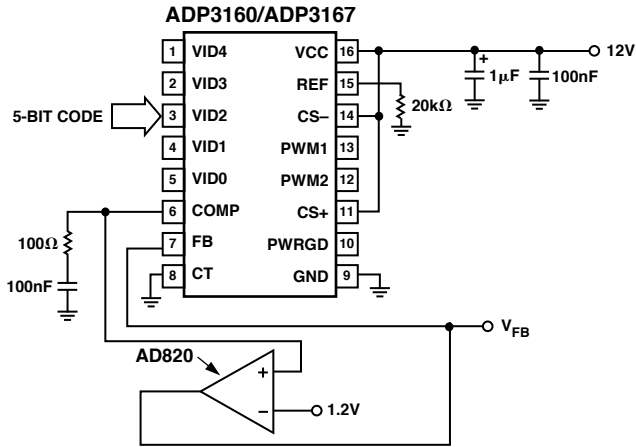 ADP3160/ADP3167
1 VID4 VCC 16 12V
2 VID3 REF 15 1μF 100nF
5-BIT CODE 3 VID2 CS– 14 20kΩ
4 VID1 PWM1 13
5 VID0 PWM2 12
6 COMP CS+ 11
100Ω 7 FB PWRGD 10
100nF 8 CT GND 9
VFB
AD820
+
– 1.2V
+